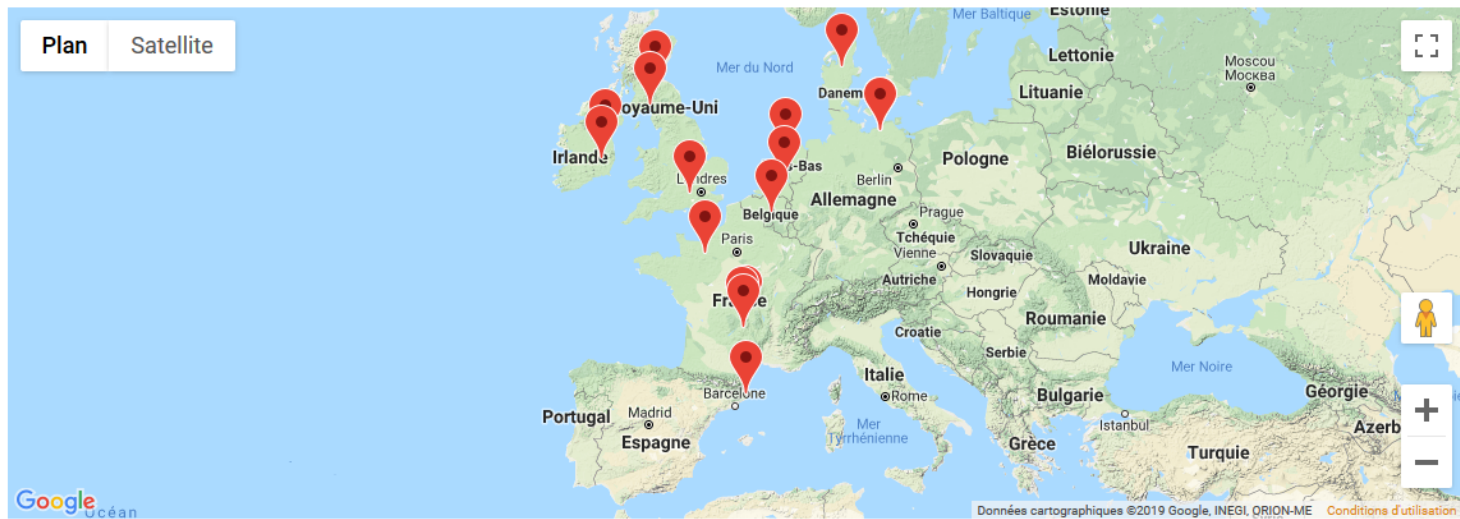 Plan
Satellite
Mer Baltique
Estonie
Mer du Nord
Lettonie
Moscou
Москва
Danem
Lituanie
oyaume-Uni
Irlande
Pologne
Biélorussie
s-Bas
Berlin
Londres
Allemagne
Belgique
Prague
Paris
Tchéquie
Ukraine
Vienne
Slovaquie
Autriche
Moldavie
France
Hongrie
Roumanie
Croatie
Serbie
Mer Noire
Italie
Géorgie
Barcelone
Rome
Bulgarie
Portugal
Madrid
Istanbul
Azerb
Espagne
Mer
Tyrrhénienne
Grèce
Turquie
Google
Océan
Données cartographiques ©2019 Google, INEGI, ORION-ME
Conditions d'utilisation